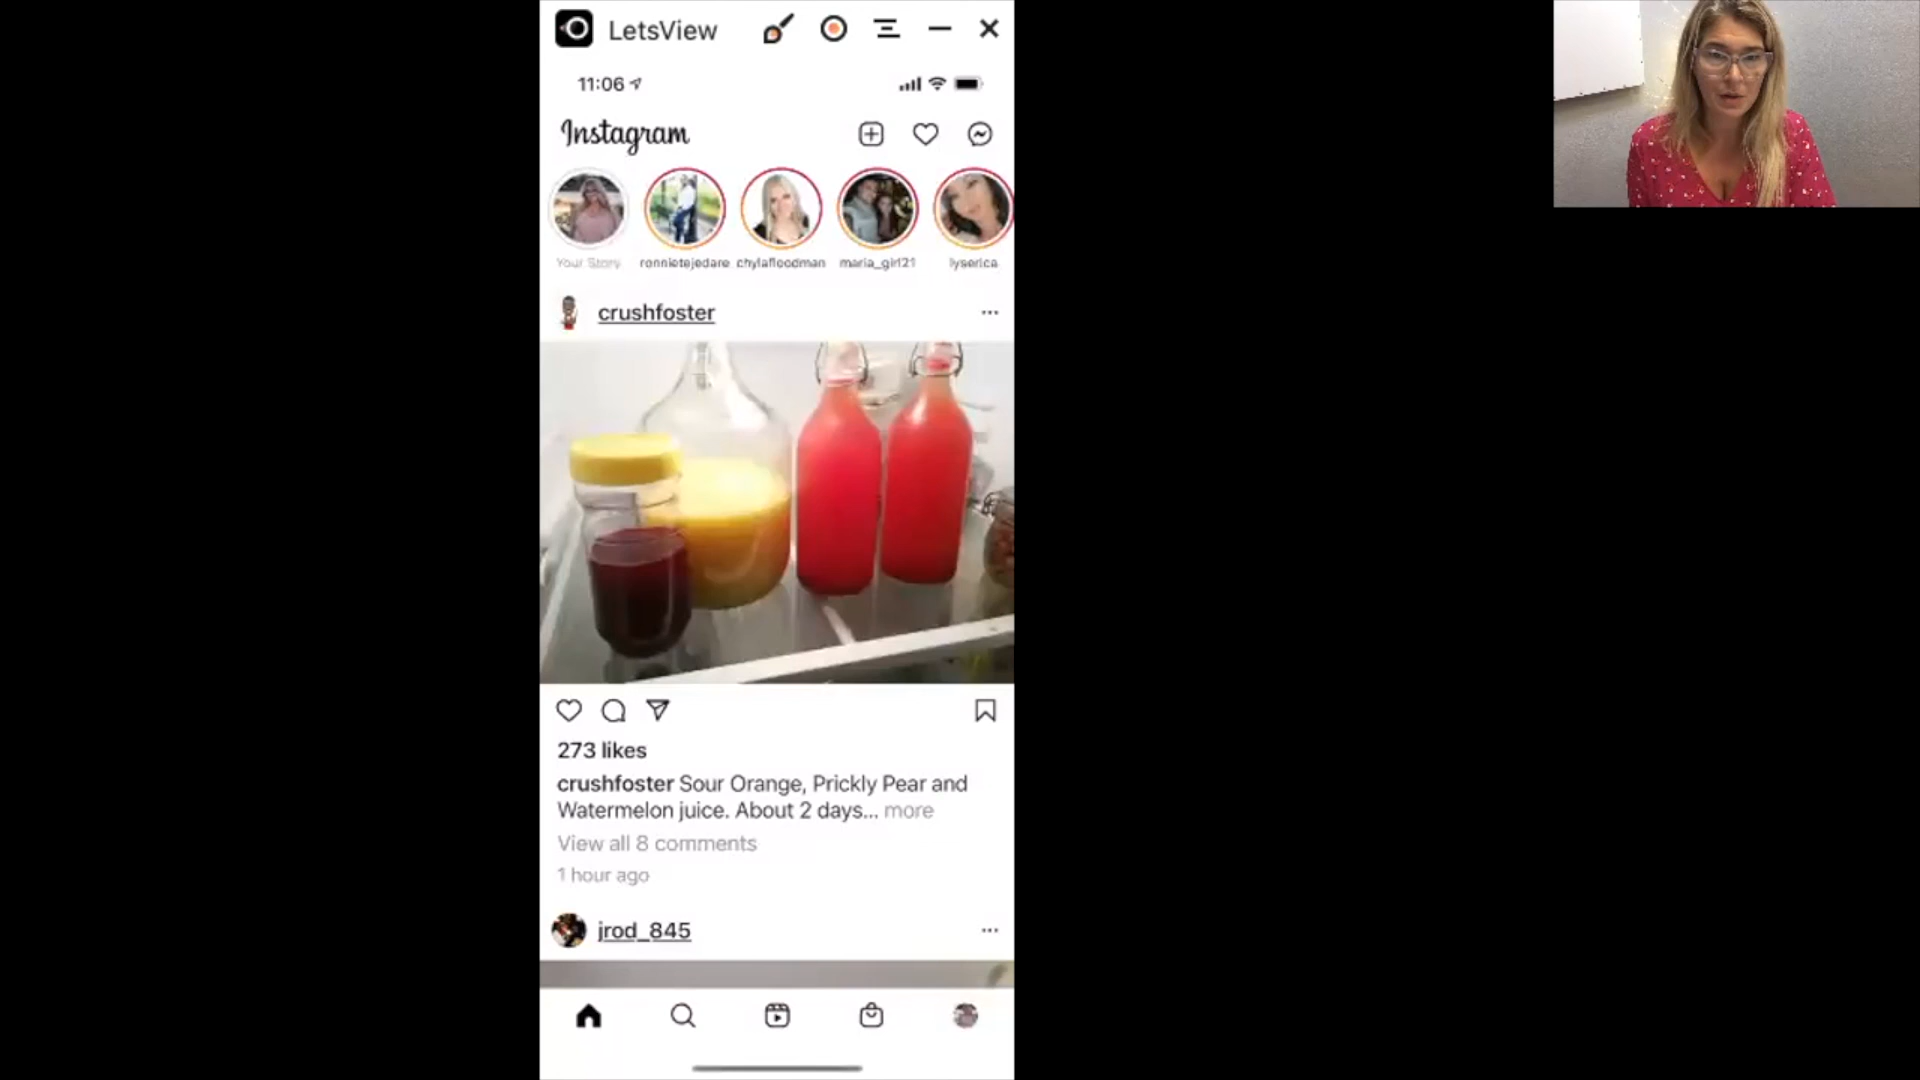 LetsView
11:06
Instagram
Your Story
ronnietejedare
chylafloodman
maria_girl21
lyserica
crushfoster
273 likes
crushfoster Sour Orange, Prickly Pear and
Watermelon juice. About 2 days... more
View all 8 comments
1 hour ago
jrod_845